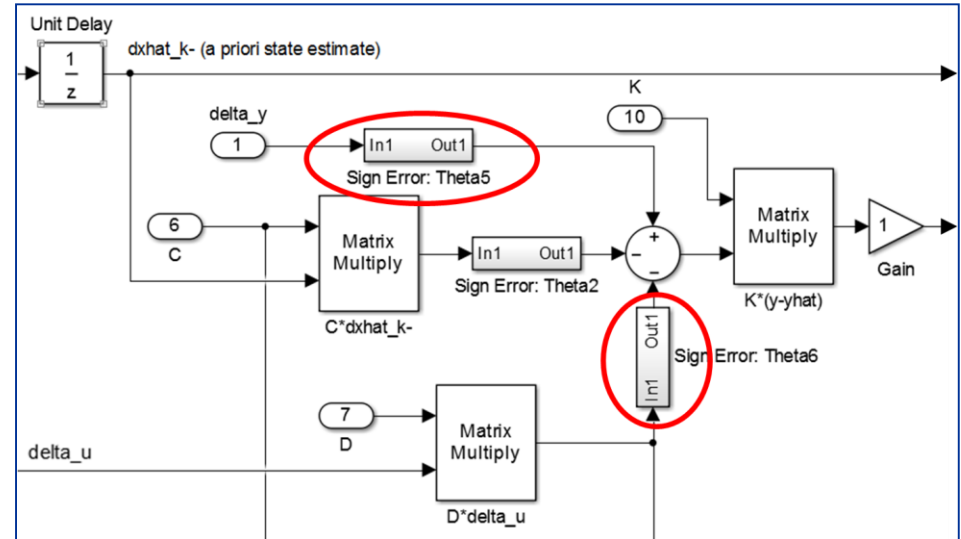 Unit Delay
1
z
dxhat_k- (a priori state estimate)
delta_y
1
In1 Out1
Sign Error: Theta5
K
10
6
C
Matrix
Multiply
C*dxhat_k-
In1 Out1
Sign Error: Theta2
+
−
−
Matrix
Multiply
K*(y-yhat)
1
Gain
Out1
In1
Sign Error: Theta6
7
D
delta_u
Matrix
Multiply
D*delta_u